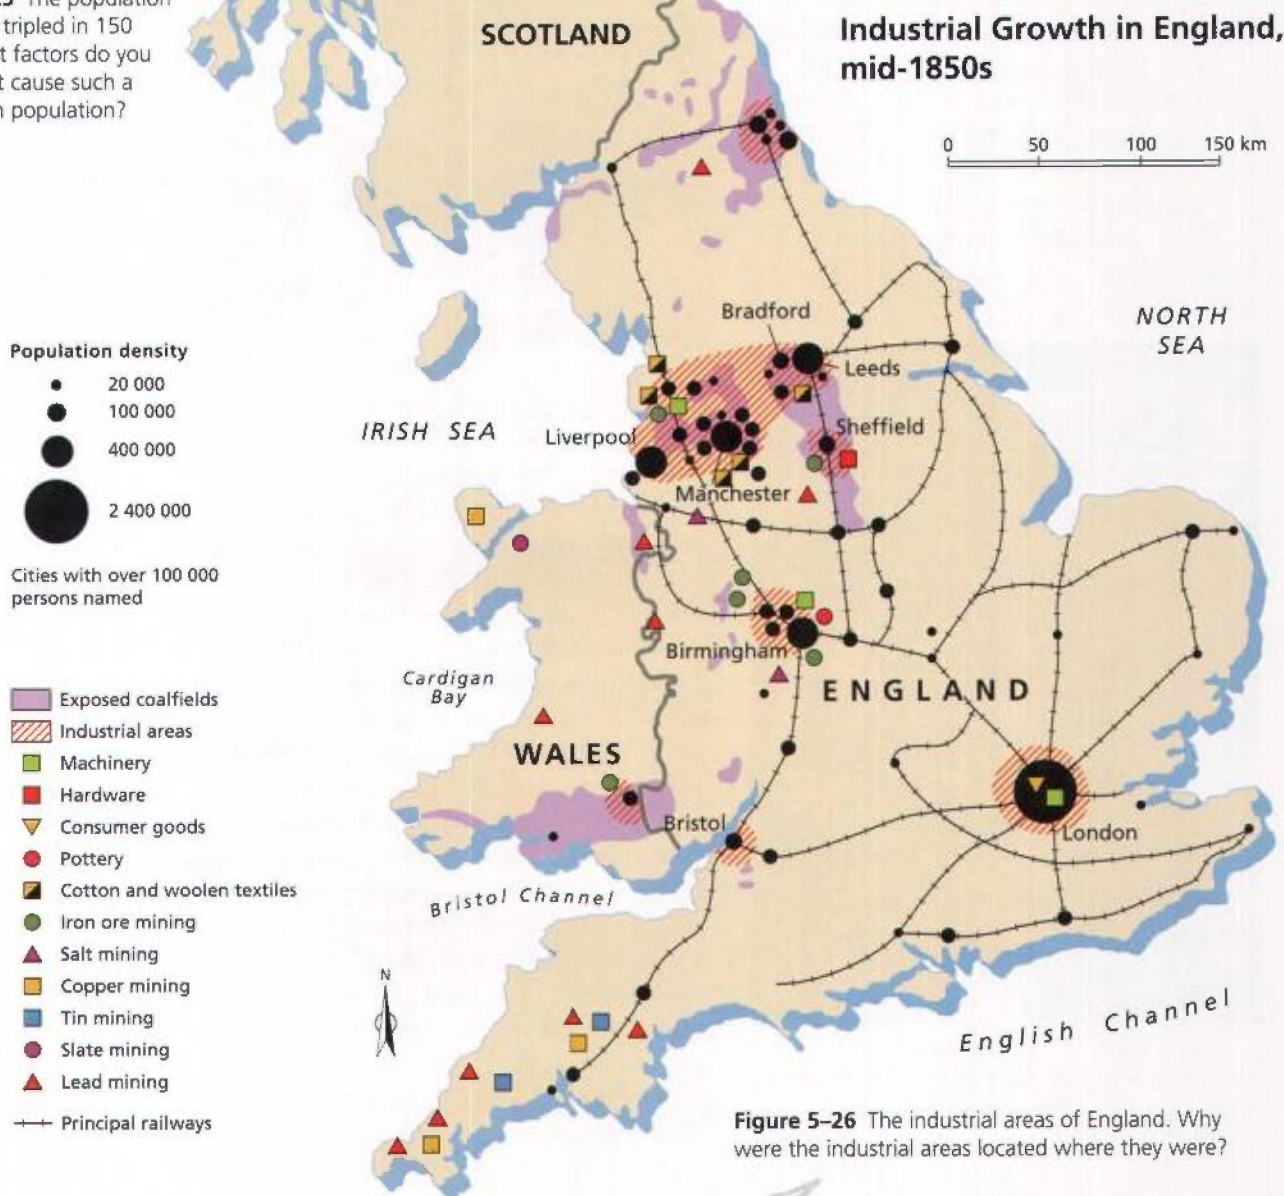 The population
tripled in 150
t factors do you
t cause such a
population?
Industrial Growth in England,
mid-1850s
0 50 100 150 km
SCOTLAND
NORTH
SEA
IRISH SEA
Bradford
Leeds
Liverpool
Sheffield
Manchester
Birmingham
ENGLAND
Cardigan
Bay
WALES
Bristol
London
Bristol Channel
English Channel
N
Population density
20 000
100 000
400 000
2 400 000
Cities with over 100 000
persons named
Exposed coalfields
Industrial areas
Machinery
Hardware
Consumer goods
Pottery
Cotton and woolen textiles
Iron ore mining
Salt mining
Copper mining
Tin mining
Slate mining
Lead mining
Principal railways
Figure 5–26 The industrial areas of England. Why
were the industrial areas located where they were?